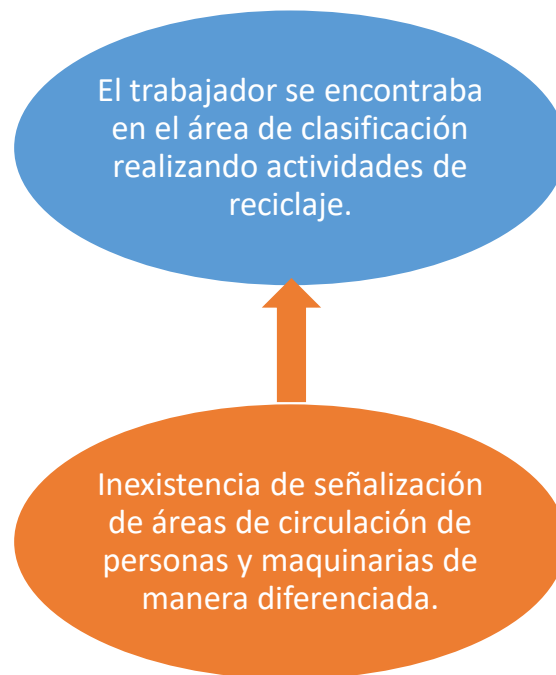 El trabajador se encontraba
en el área de clasificación
realizando actividades de
reciclaje.
Inexistencia de señalización
de áreas de circulación de
personas y maquinarias de
manera diferenciada.